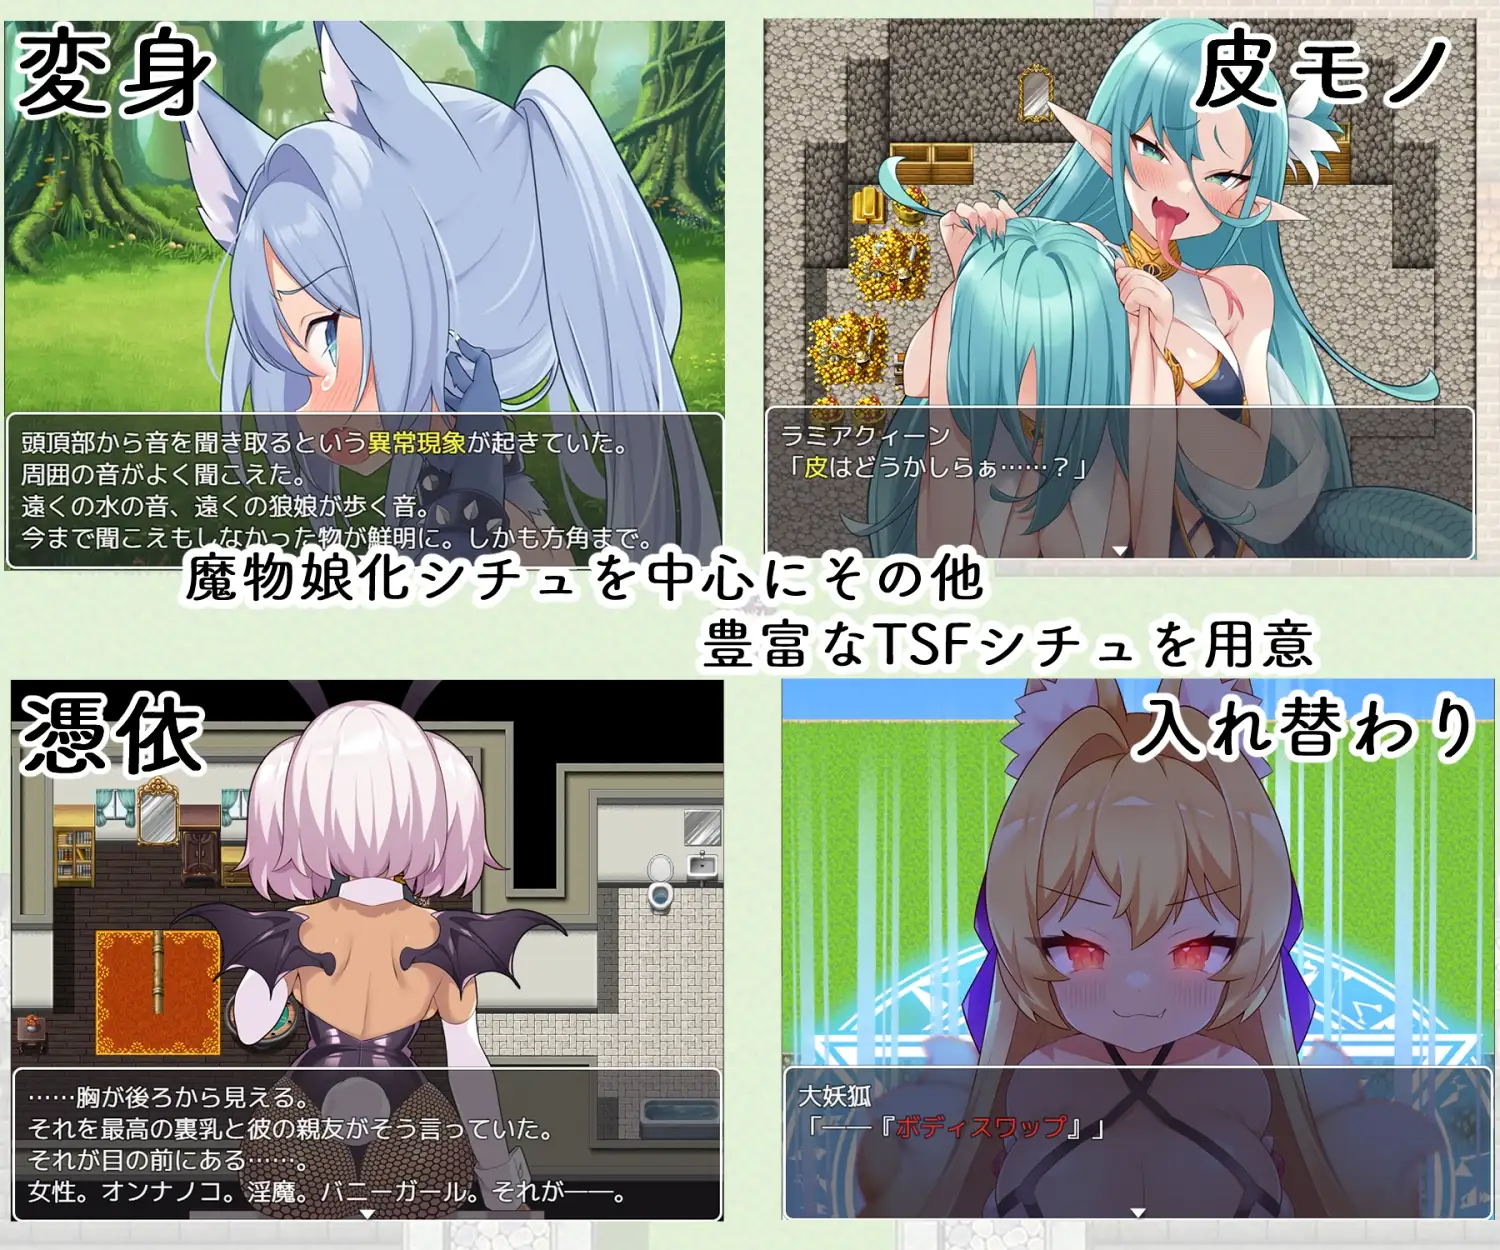 変身
頭頂部から音を聞き取るという異常現象が起きていた。
周囲の音がよく聞こえた。
遠くの水の音、遠くの狼娘が歩く音。
今まで聞こえもしなかった物が鮮明に。しかも方角まで。
皮モノ
ラミアクィーン
「皮はどうかしらぁ……？」
魔物娘化シチュを中心にその他
豊富なTSFシチュを用意
憑依
……胸が後ろから見える。
それを最高の裏乳と彼の親友がそう言っていた。
それが目の前にある……。
女性。オンナノコ。淫魔。バニーガール。それが――。
入れ替わり
大妖狐
「――『ボディスワップ』」